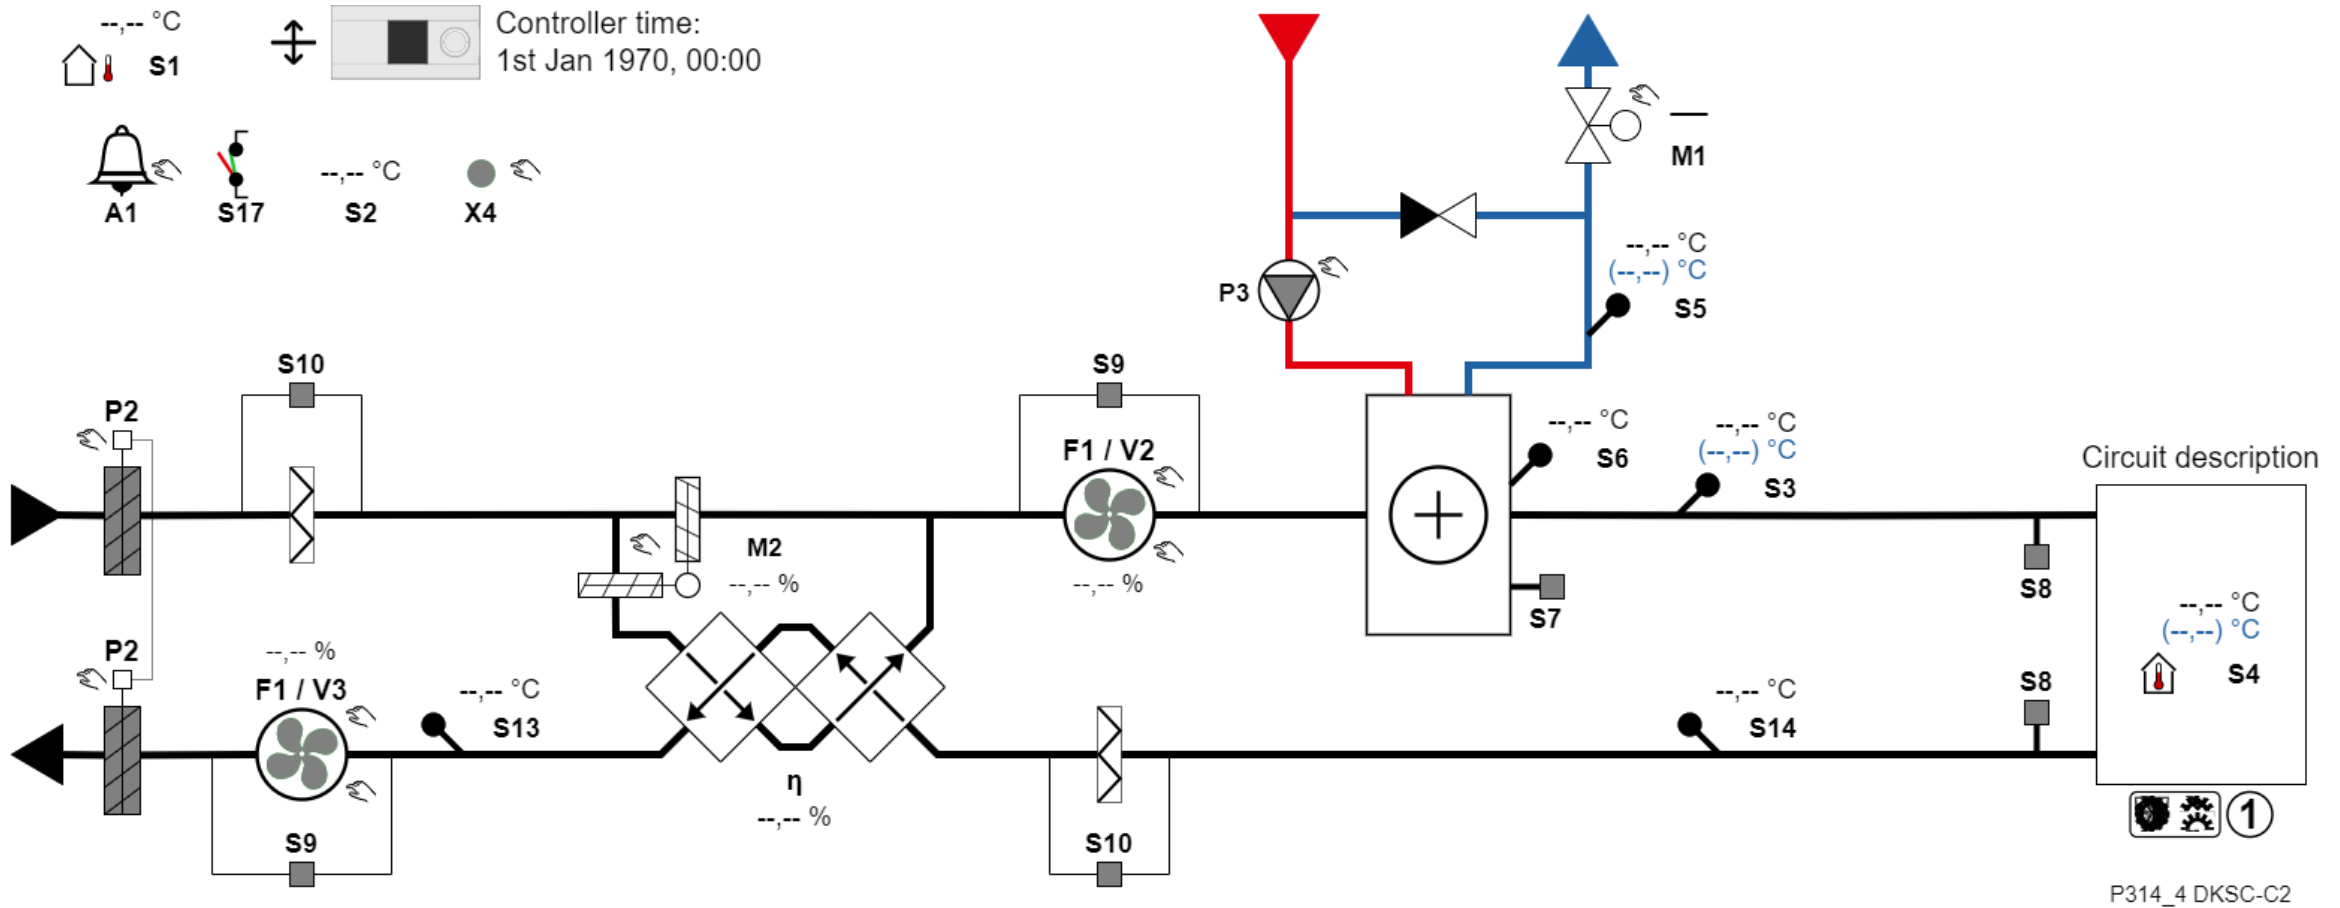 --,-- °C
S1
Controller time:
1st Jan 1970, 00:00
A1
S17
--,-- °C
S2
X4
M1
--,-- °C
(--,--) °C
S5
P3
S10
P2
S9
F1 / V2
--,-- %
--,-- °C
S6
--,-- °C
(--,--) °C
S3
Circuit description
M2
--,-- %
S7
S8
--,-- °C
(--,--) °C
S4
P2
--,-- %
F1 / V3
--,-- °C
S13
--,-- °C
S14
S8
η
--,-- %
S9
S10
1
P314_4 DKSC-C2